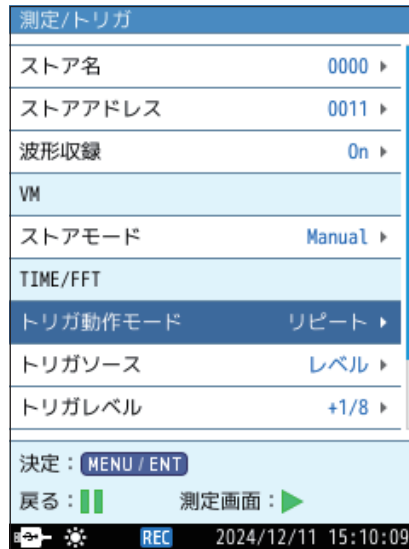 測定/トリガ
ストア名 0000
ストアアドレス 0011
波形収録 On
VM
ストアモード Manual
TIME/FFT
トリガ動作モード リピート
トリガソース レベル
トリガレベル +1/8
決定：MENU / ENT
戻る： 測定画面：
REC 2024/12/11 15:10:09